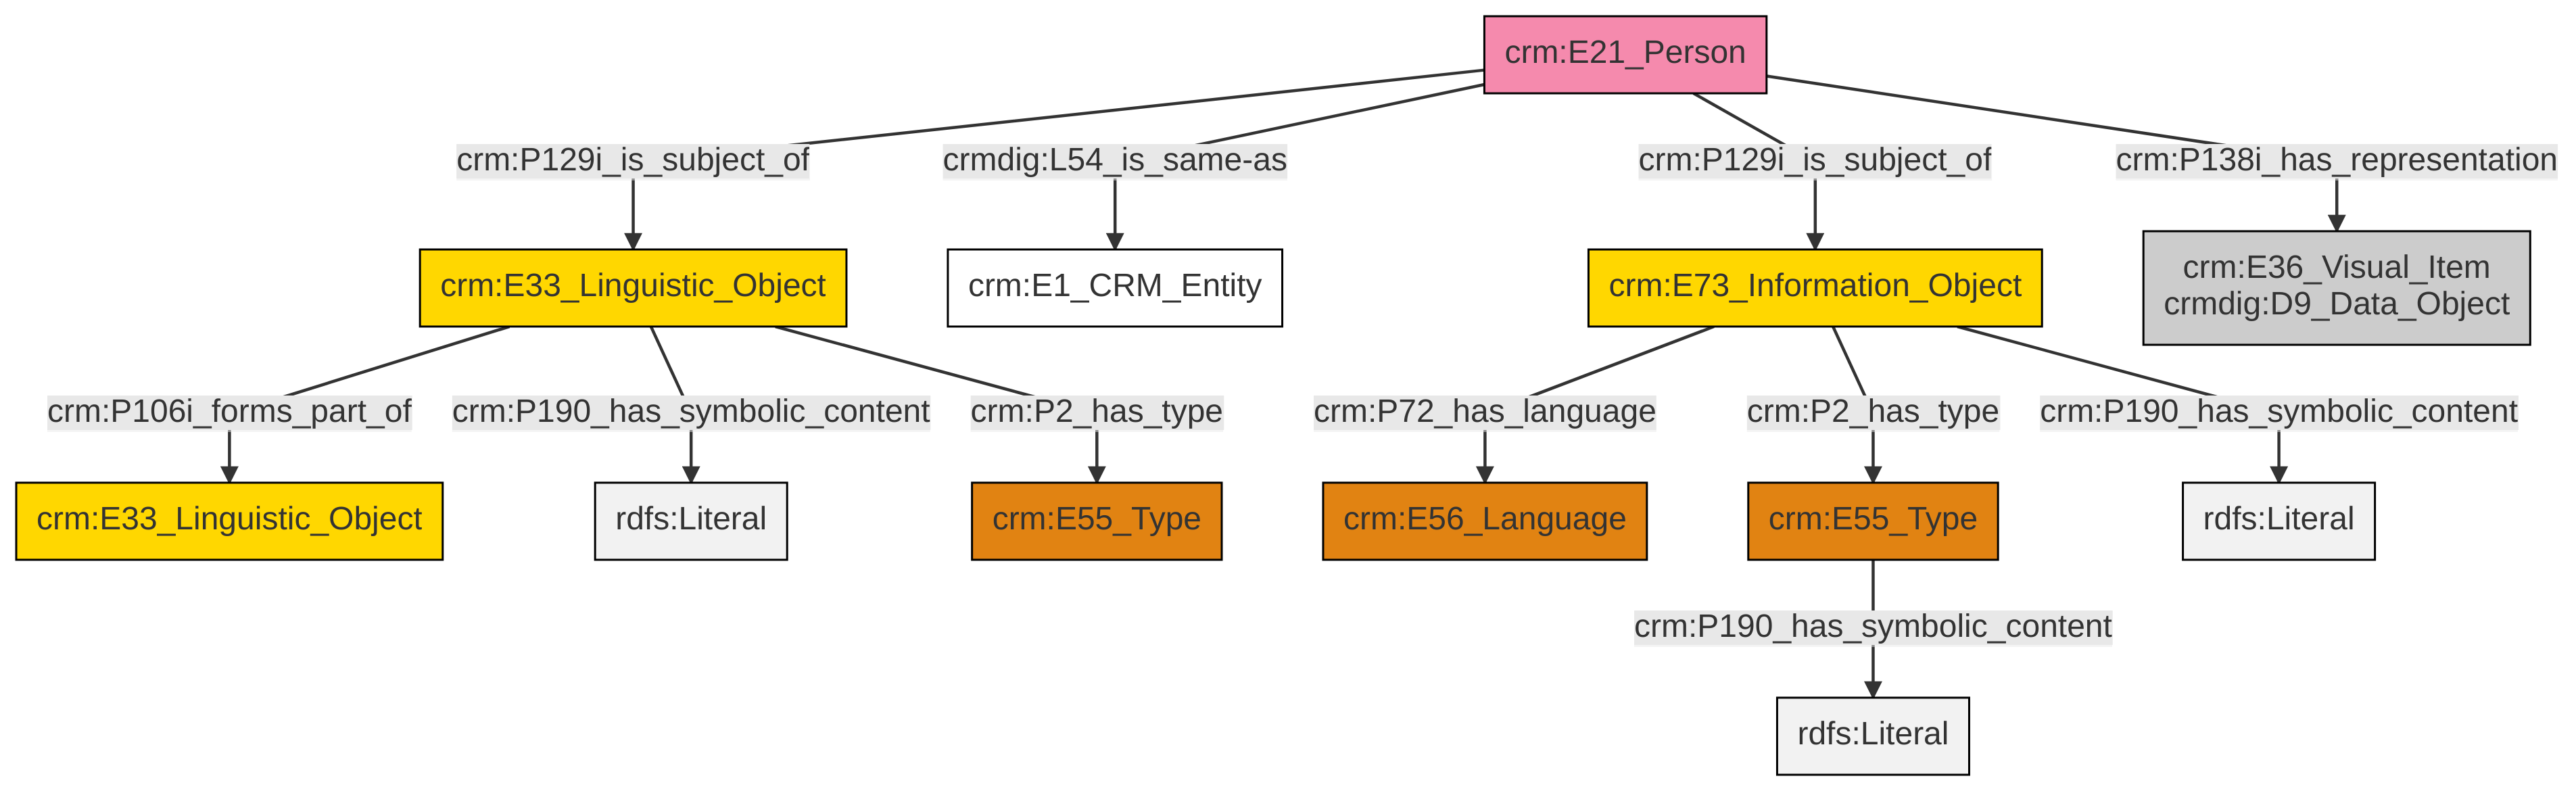 crm:E21_Person
crm:P129i_is_subject_of
crmdig:L54_is_same-as
crm:P129i_is_subject_of
crm:P138i_has_representation
crm:E33_Linguistic_Object
crm:E1_CRM_Entity
crm:E73_Information_Object
crm:E36_Visual_Item
crmdig:D9_Data_Object
crm:P106i_forms_part_of
crm:P190_has_symbolic_content
crm:P2_has_type
crm:P72_has_language
crm:P2_has_type
crm:P190_has_symbolic_content
crm:E33_Linguistic_Object
rdfs:Literal
crm:E55_Type
crm:E56_Language
crm:E55_Type
rdfs:Literal
crm:P190_has_symbolic_content
rdfs:Literal